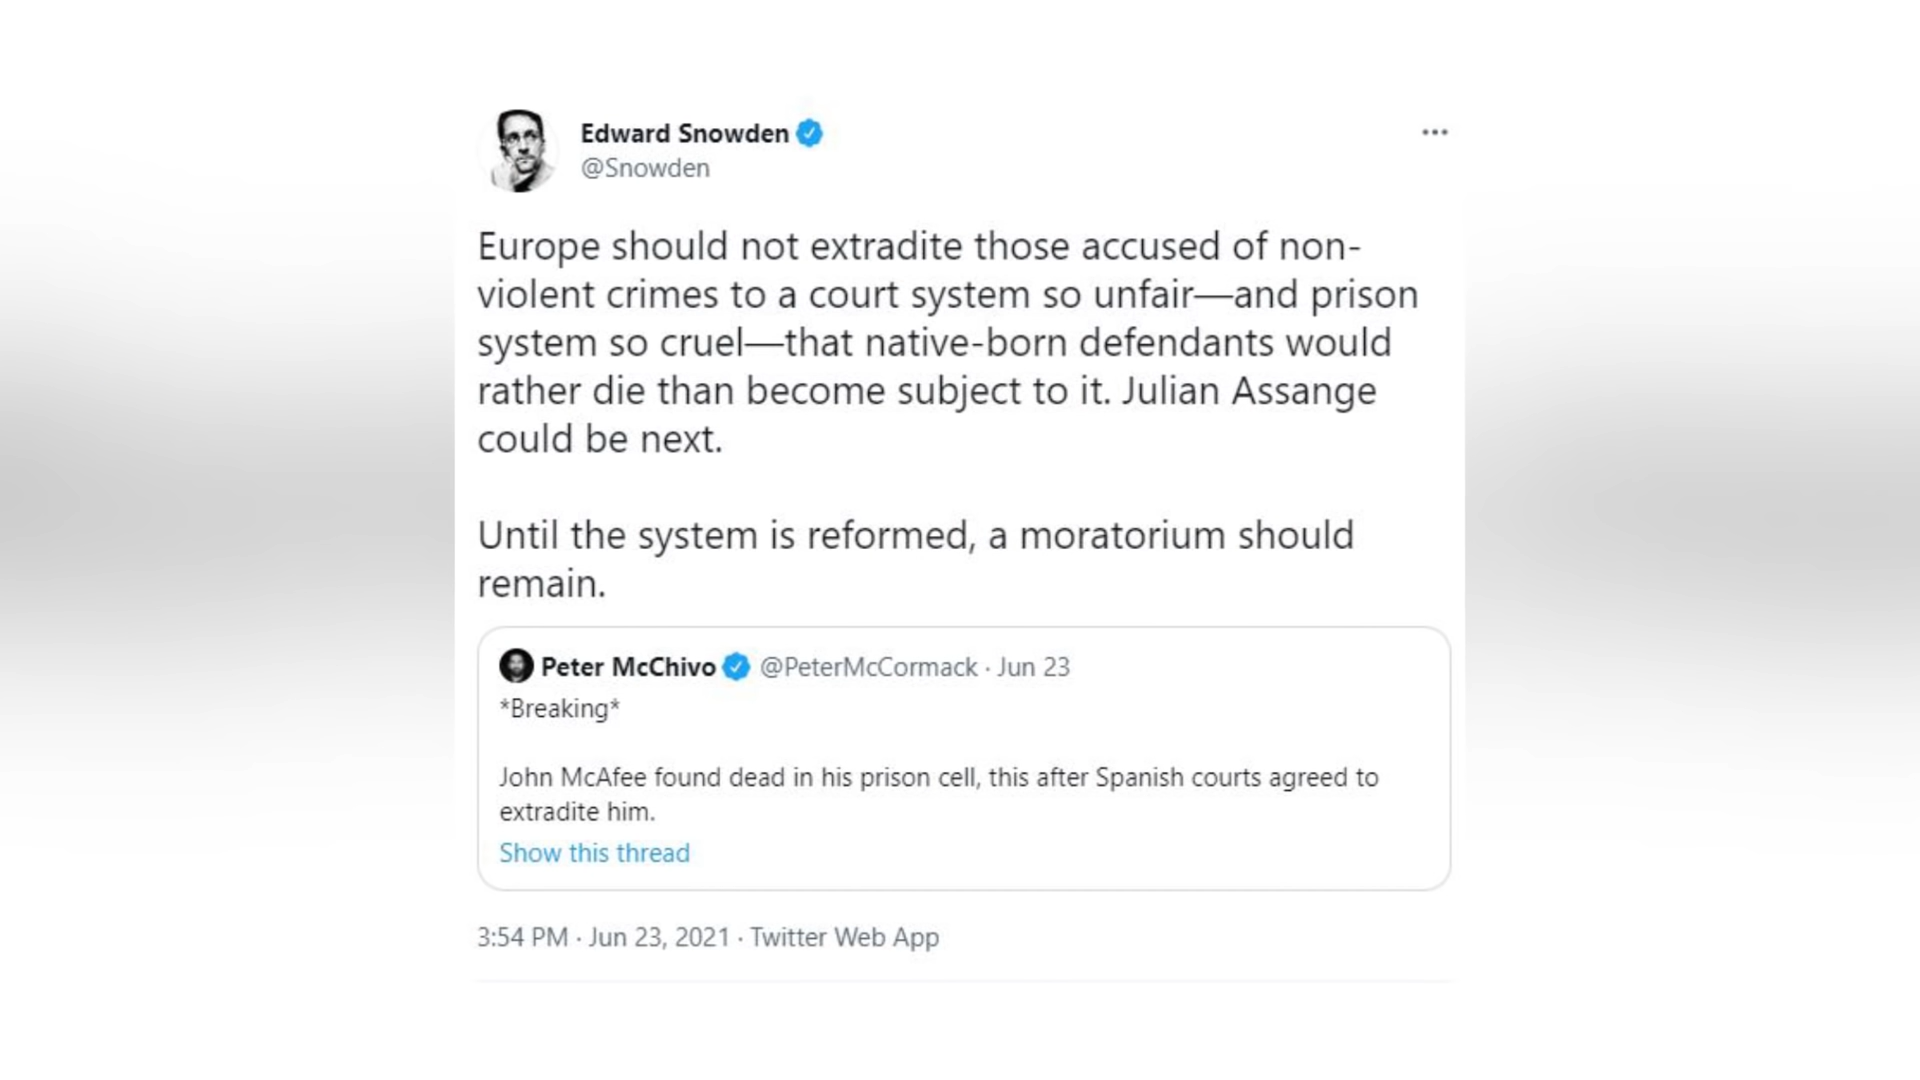 Edward Snowden
@Snowden
Europe should not extradite those accused of non-
violent crimes to a court system so unfair—and prison
system so cruel—that native-born defendants would
rather die than become subject to it. Julian Assange
could be next.
Until the system is reformed, a moratorium should
remain.
Peter McChivo @PeterMcCormack · Jun 23
*Breaking*
John McAfee found dead in his prison cell, this after Spanish courts agreed to
extradite him.
Show this thread
3:54 PM · Jun 23, 2021 · Twitter Web App